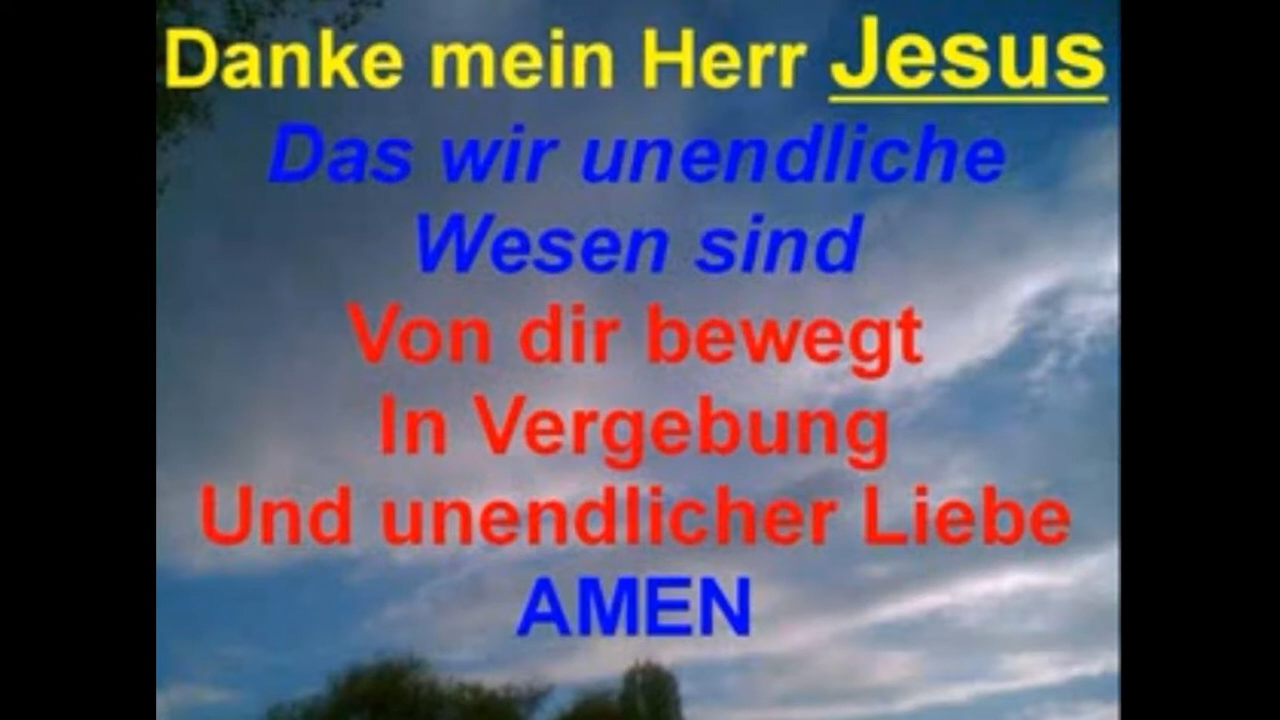 Danke mein Herr Jesus
Das wir unendliche
Wesen sind
Von dir bewegt
In Vergebung
Und unendlicher Liebe
AMEN